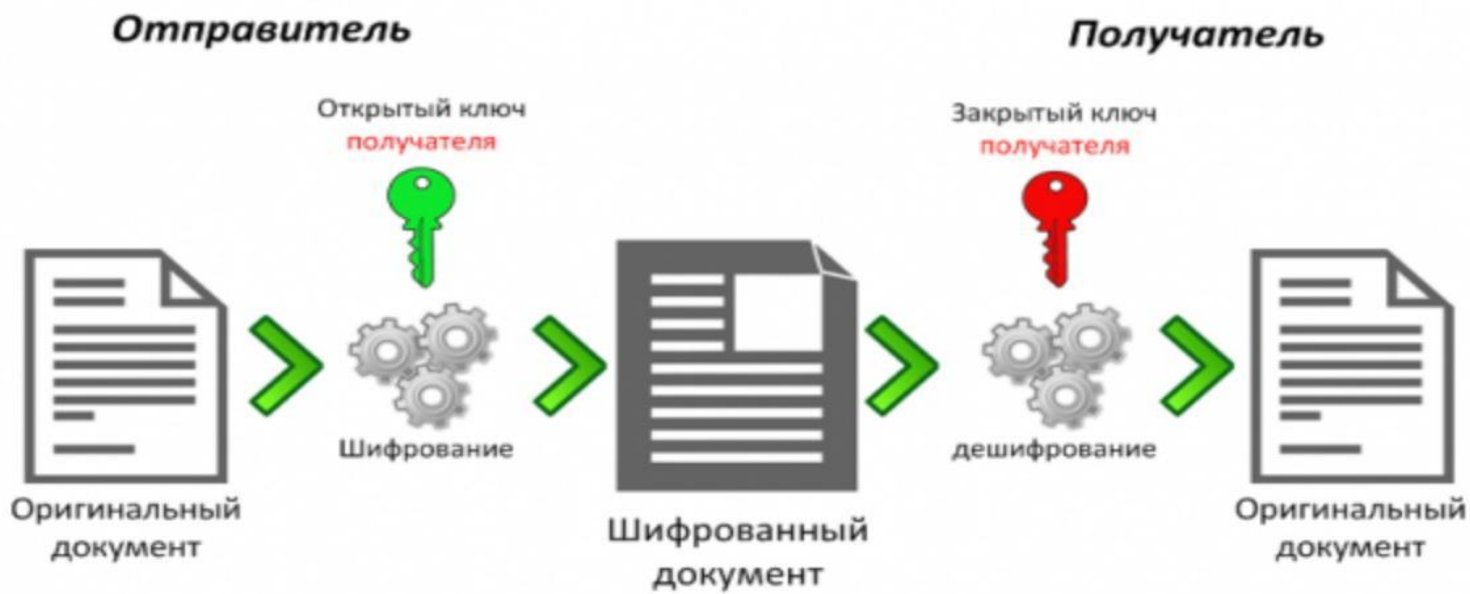 Отправитель
Получатель
Открытый ключ
получателя
Закрытый ключ
получателя
Шифрование
дешифрование
Оригинальный
документ
Шифрованный
документ
Оригинальный
документ